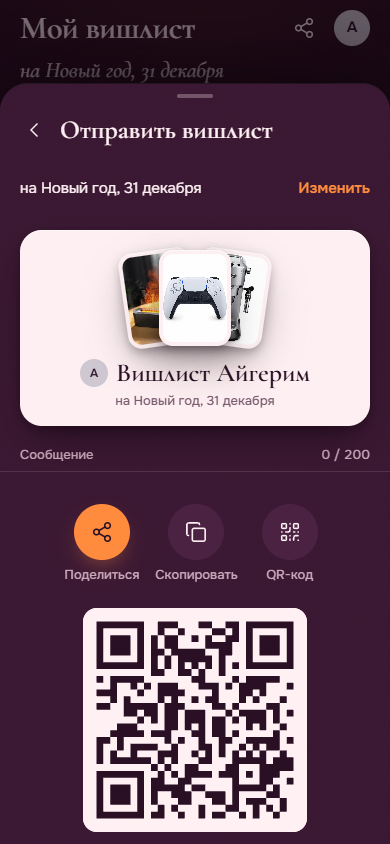 Мой вишлист
А
на Новый год, 31 декабря
Отправить вишлист
на Новый год, 31 декабря
Изменить
А
Вишлист Айгерим
на Новый год, 31 декабря
Сообщение
0 / 200
Поделиться
Скопировать
QR-код